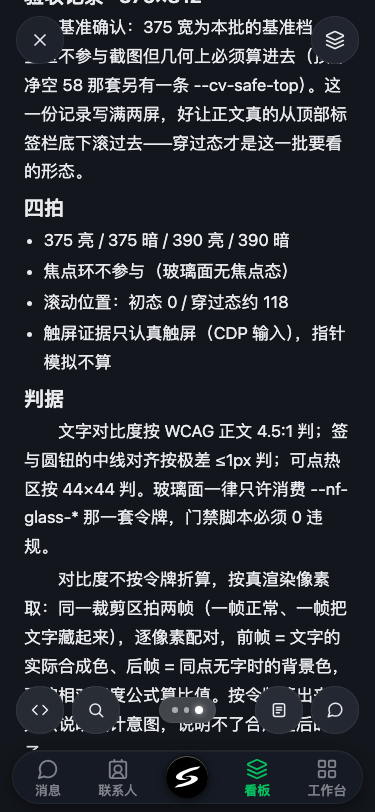 基准确认：375 宽为本批的基准档
不参与截图但几何上必须算进去（
净空 58 那套另有一条 --cv-safe-top）。这
一份记录写满两屏，好让正文真的从顶部标
签栏底下滚过去——穿过态才是这一批要看
的形态。
四拍
• 375 亮 / 375 暗 / 390 亮 / 390 暗
• 焦点环不参与（玻璃面无焦点态）
• 滚动位置：初态 0 / 穿过态约 118
• 触屏证据只认真触屏（CDP 输入），指针
模拟不算
判据
文字对比度按 WCAG 正文 4.5:1 判；签
与圆钮的中线对齐按极差 ≤1px 判；可点热
区按 44×44 判。玻璃面一律只许消费 --nf-
glass-* 那一套令牌，门禁脚本必须 0 违
规。
对比度不按令牌折算，按真渲染像素
取：同一裁剪区拍两帧（一帧正常、一帧把
文字藏起来），逐像素配对，前帧 = 文字的
实际合成色、后帧 = 同点无字时的背景色，
公式算比值。按令
消息 联系人 看板 工作台